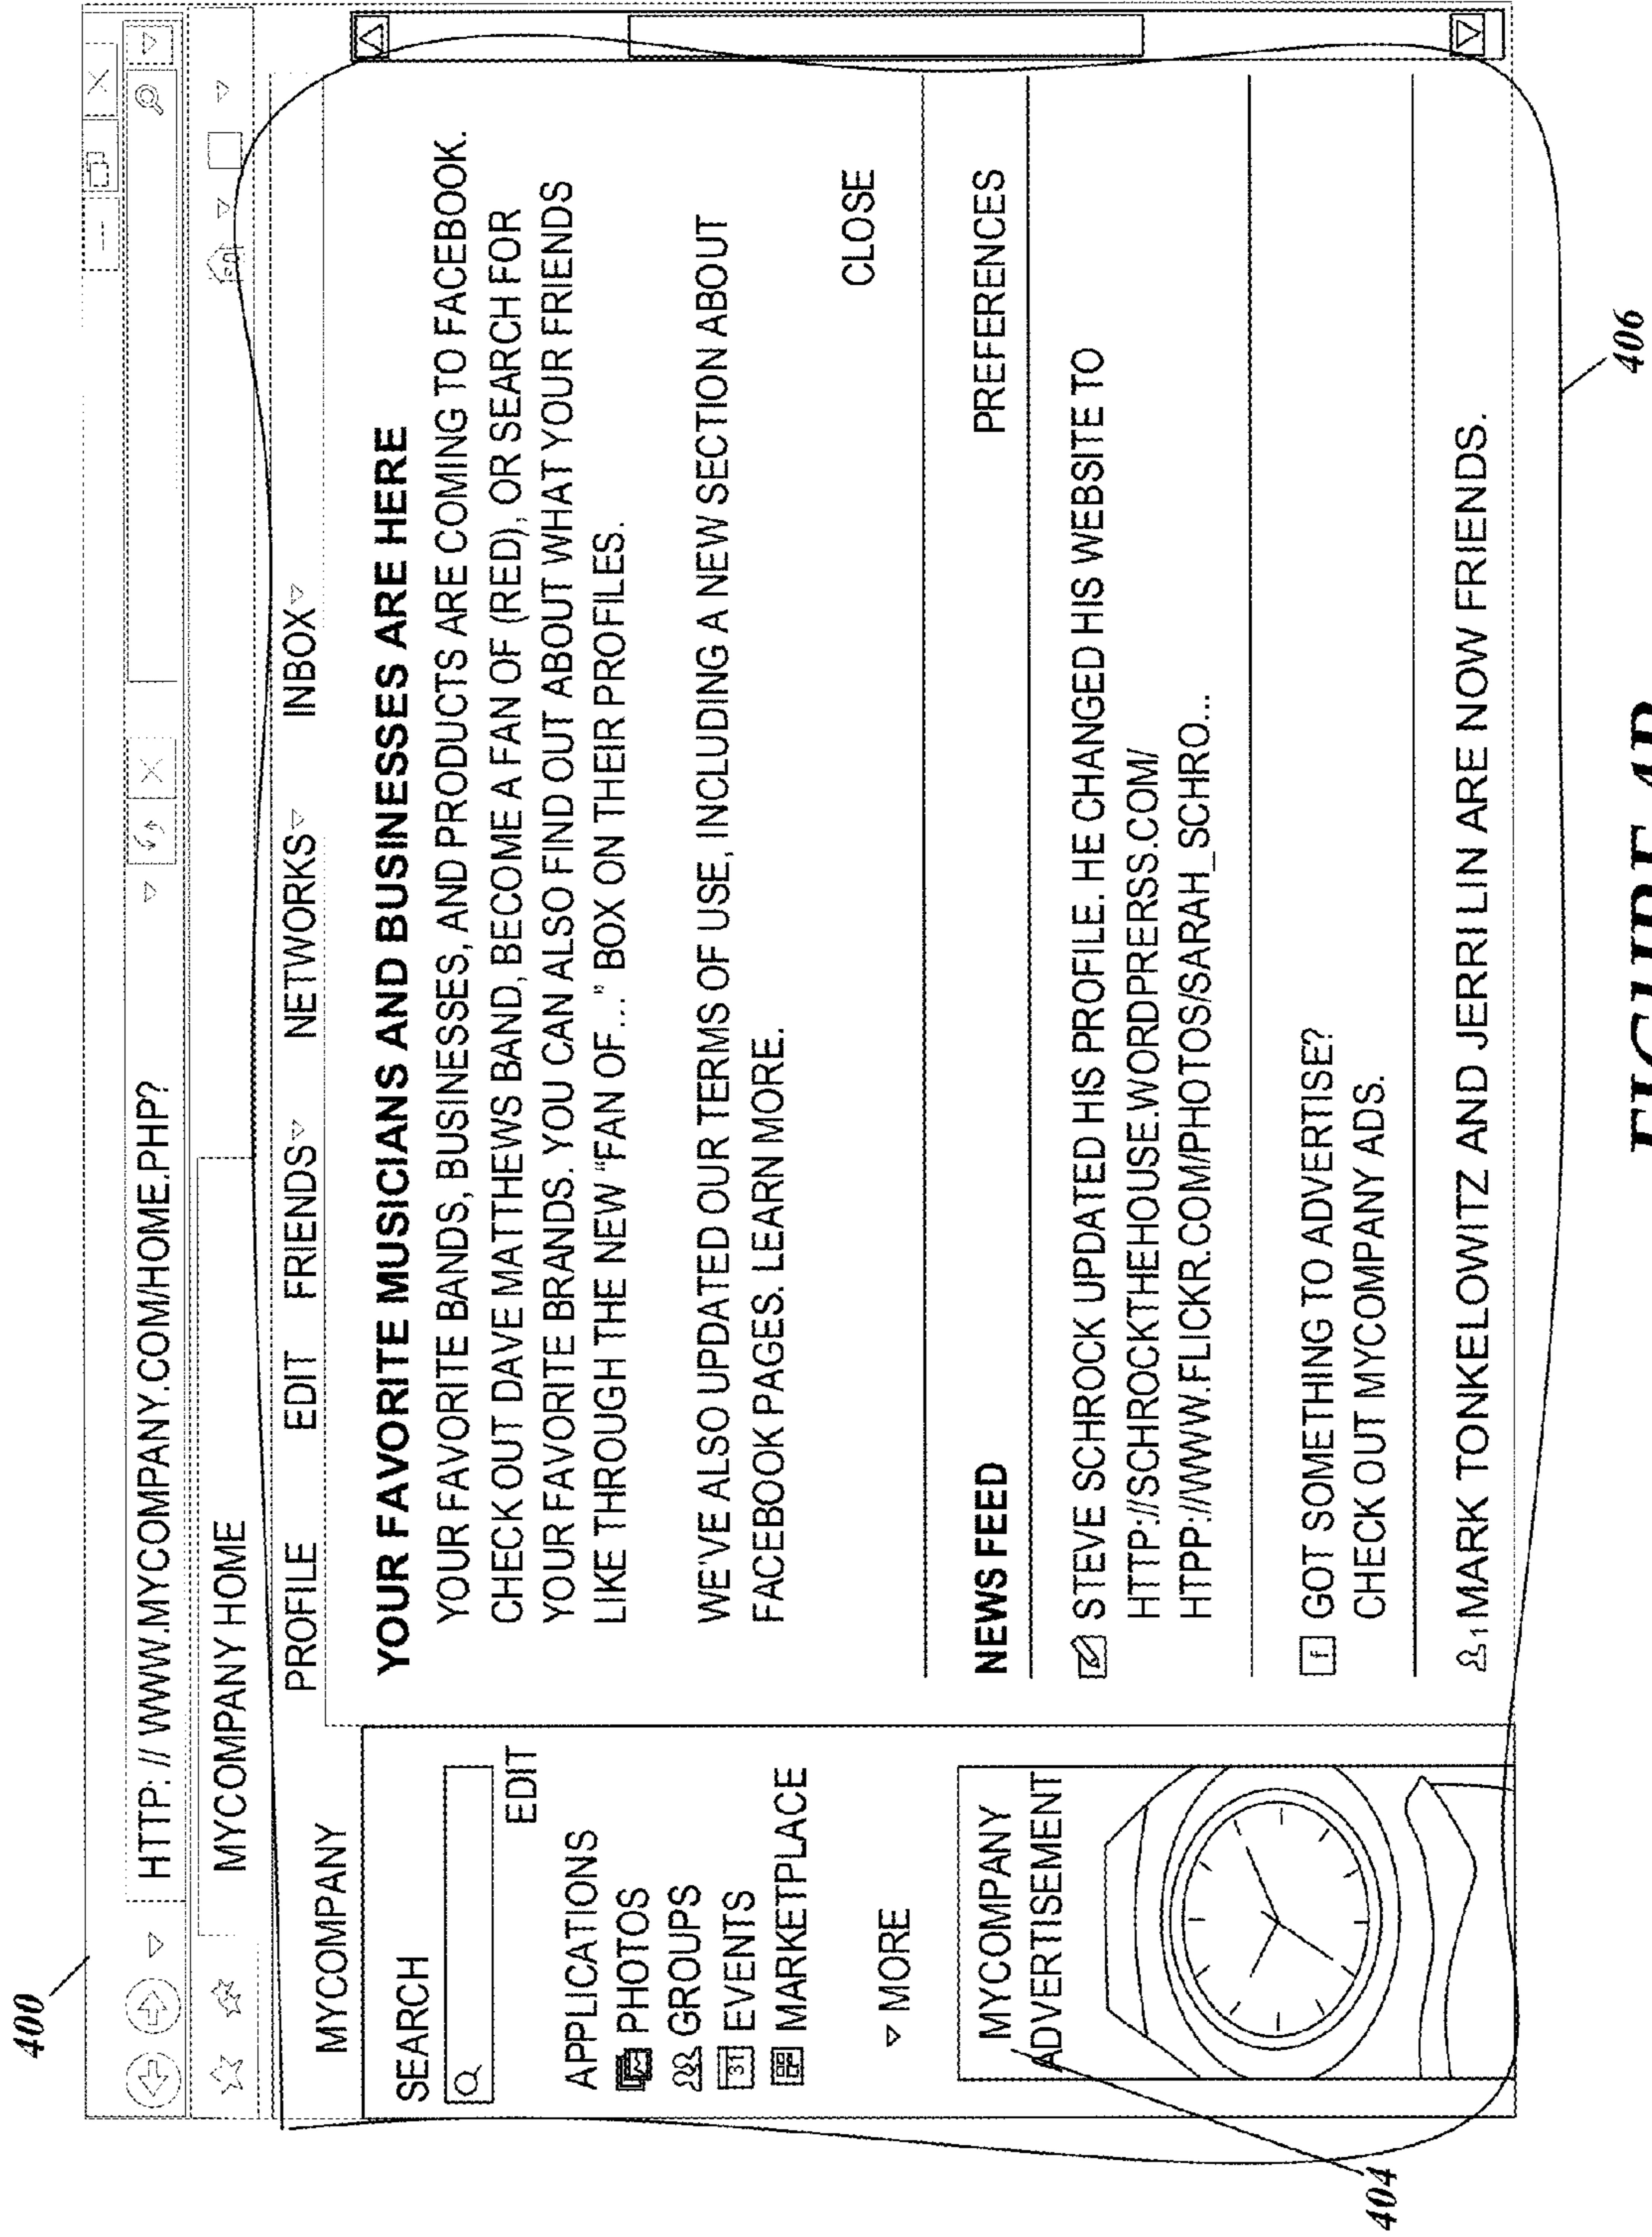 400
HTTP: // WWW.MYCOMPANY.COM/HOME.PHP?
MYCOMPANY HOME
MYCOMPANY
PROFILE EDIT FRIENDS NETWORKS INBOX
SEARCH
EDIT
APPLICATIONS
PHOTOS
GROUPS
31 EVENTS
MARKETPLACE
MORE
MYCOMPANY
ADVERTISEMENT
404
YOUR FAVORITE MUSICIANS AND BUSINESSES ARE HERE
YOUR FAVORITE BANDS, BUSINESSES, AND PRODUCTS ARE COMING TO FACEBOOK.
CHECK OUT DAVE MATTHEWS BAND, BECOME A FAN OF (RED), OR SEARCH FOR
YOUR FAVORITE BRANDS. YOU CAN ALSO FIND OUT ABOUT WHAT YOUR FRIENDS
LIKE THROUGH THE NEW "FAN OF..." BOX ON THEIR PROFILES.
WE'VE ALSO UPDATED OUR TERMS OF USE, INCLUDING A NEW SECTION ABOUT
FACEBOOK PAGES. LEARN MORE.
CLOSE
NEWS FEED PREFERENCES
STEVE SCHROCK UPDATED HIS PROFILE. HE CHANGED HIS WEBSITE TO
HTTP://SCHROCKTHEHOUSE.WORDPRERSS.COM/
HTPP://WWW.FLICKR.COM/PHOTOS/SARAH_SCHRO...
f GOT SOMETHING TO ADVERTISE?
CHECK OUT MYCOMPANY ADS.
1 MARK TONKELOWITZ AND JERRI LIN ARE NOW FRIENDS.
406